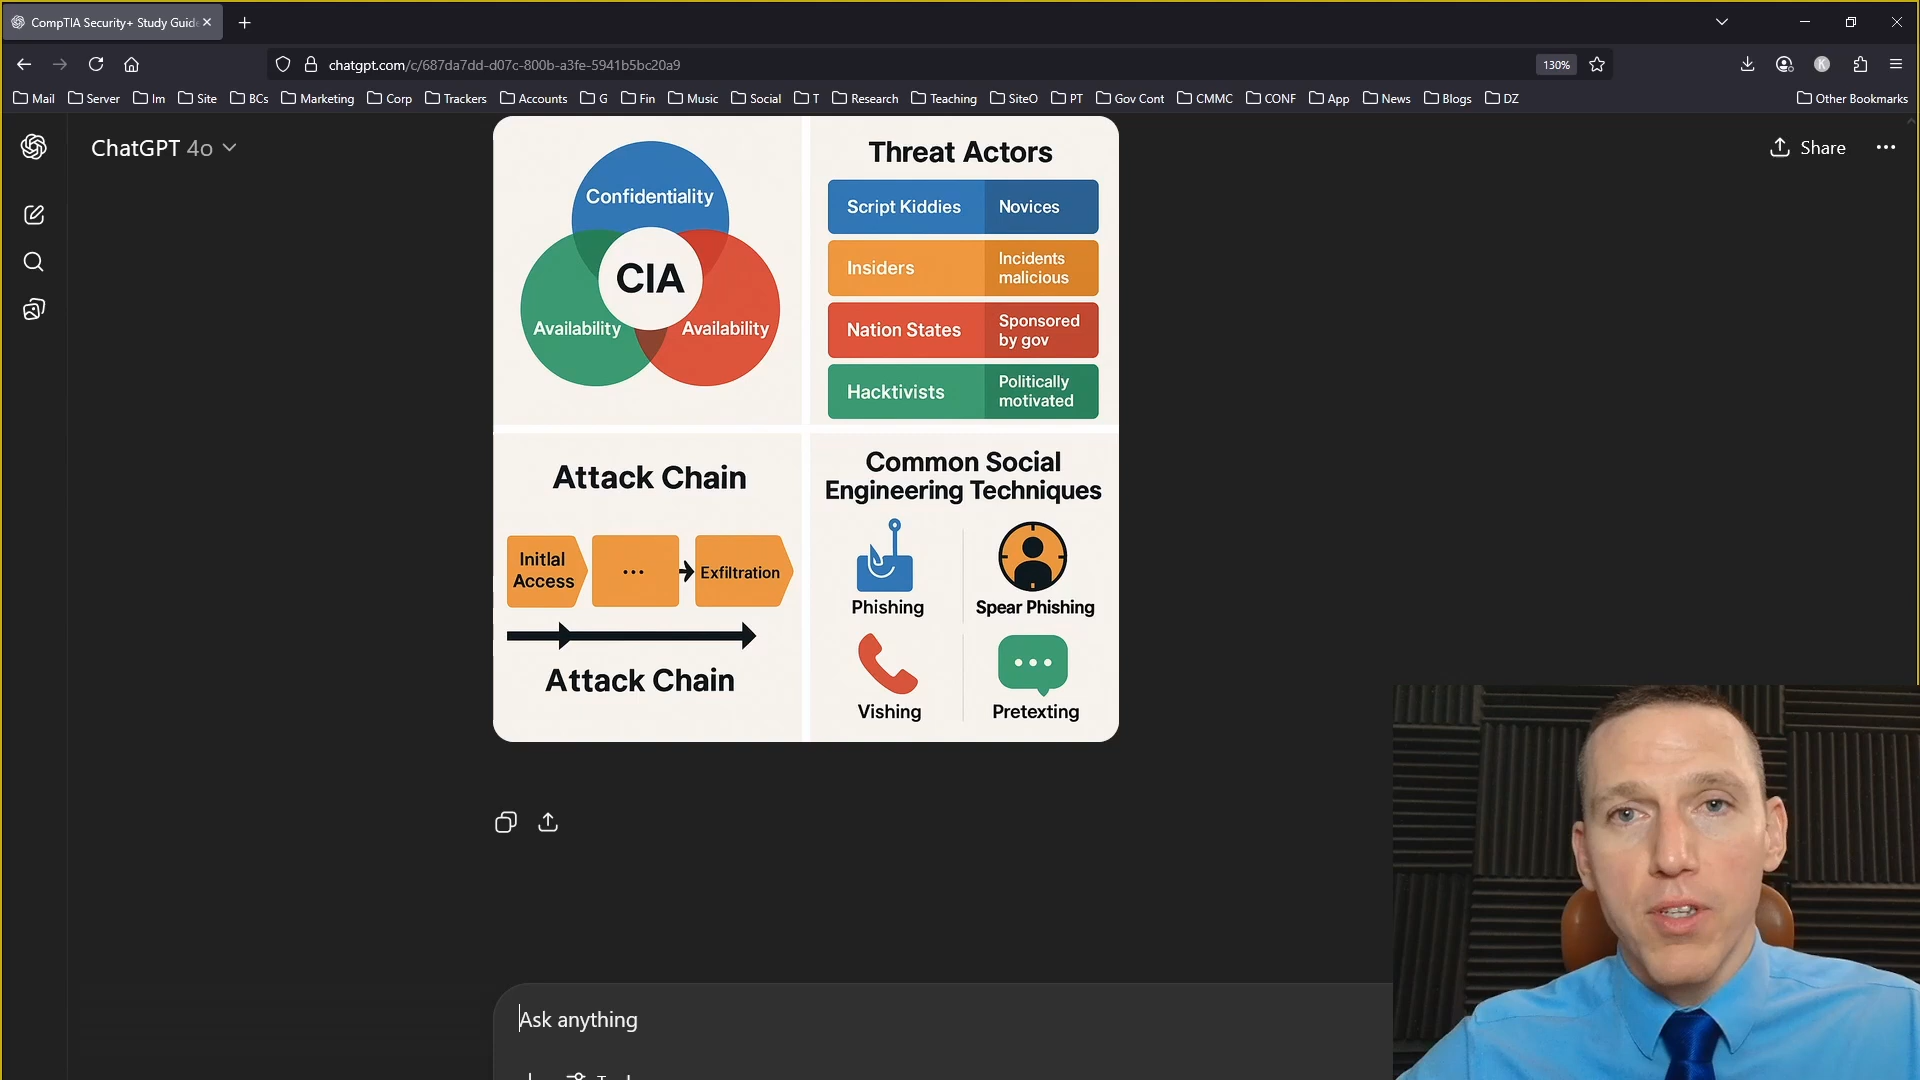 CompTIA Security+ Study Guide
chatgpt.com/c/687da7dd-d07c-800b-a3fe-5941b5bc20a9
130%
K
Mail Server Im Site BCs Marketing Corp Trackers Accounts G Fin Music Social T Research Teaching SiteO PT Gov Cont CMMC CONF App News Blogs DZ Other Bookmarks
ChatGPT 4o
Share
Confidentiality
CIA
Availability
Availability
Threat Actors
Script Kiddies
Novices
Insiders
Incidents
malicious
Nation States
Sponsored
by gov
Hacktivists
Politically
motivated
Attack Chain
Initlal
Access
...
Exfiltration
Attack Chain
Common Social
Engineering Techniques
Phishing
Spear Phishing
Vishing
Pretexting
Ask anything